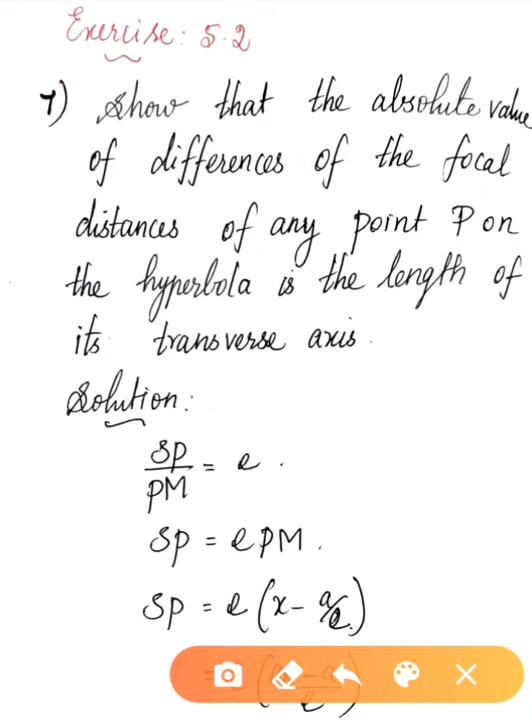 Exercise: 5.2
7) Show that the absolute value
of differences of the focal
distances of any point P on
the hyperbola is the length of
its transverse axis.
Solution:
SP/PM = e.
SP = e PM.
SP = e (x - a/e)